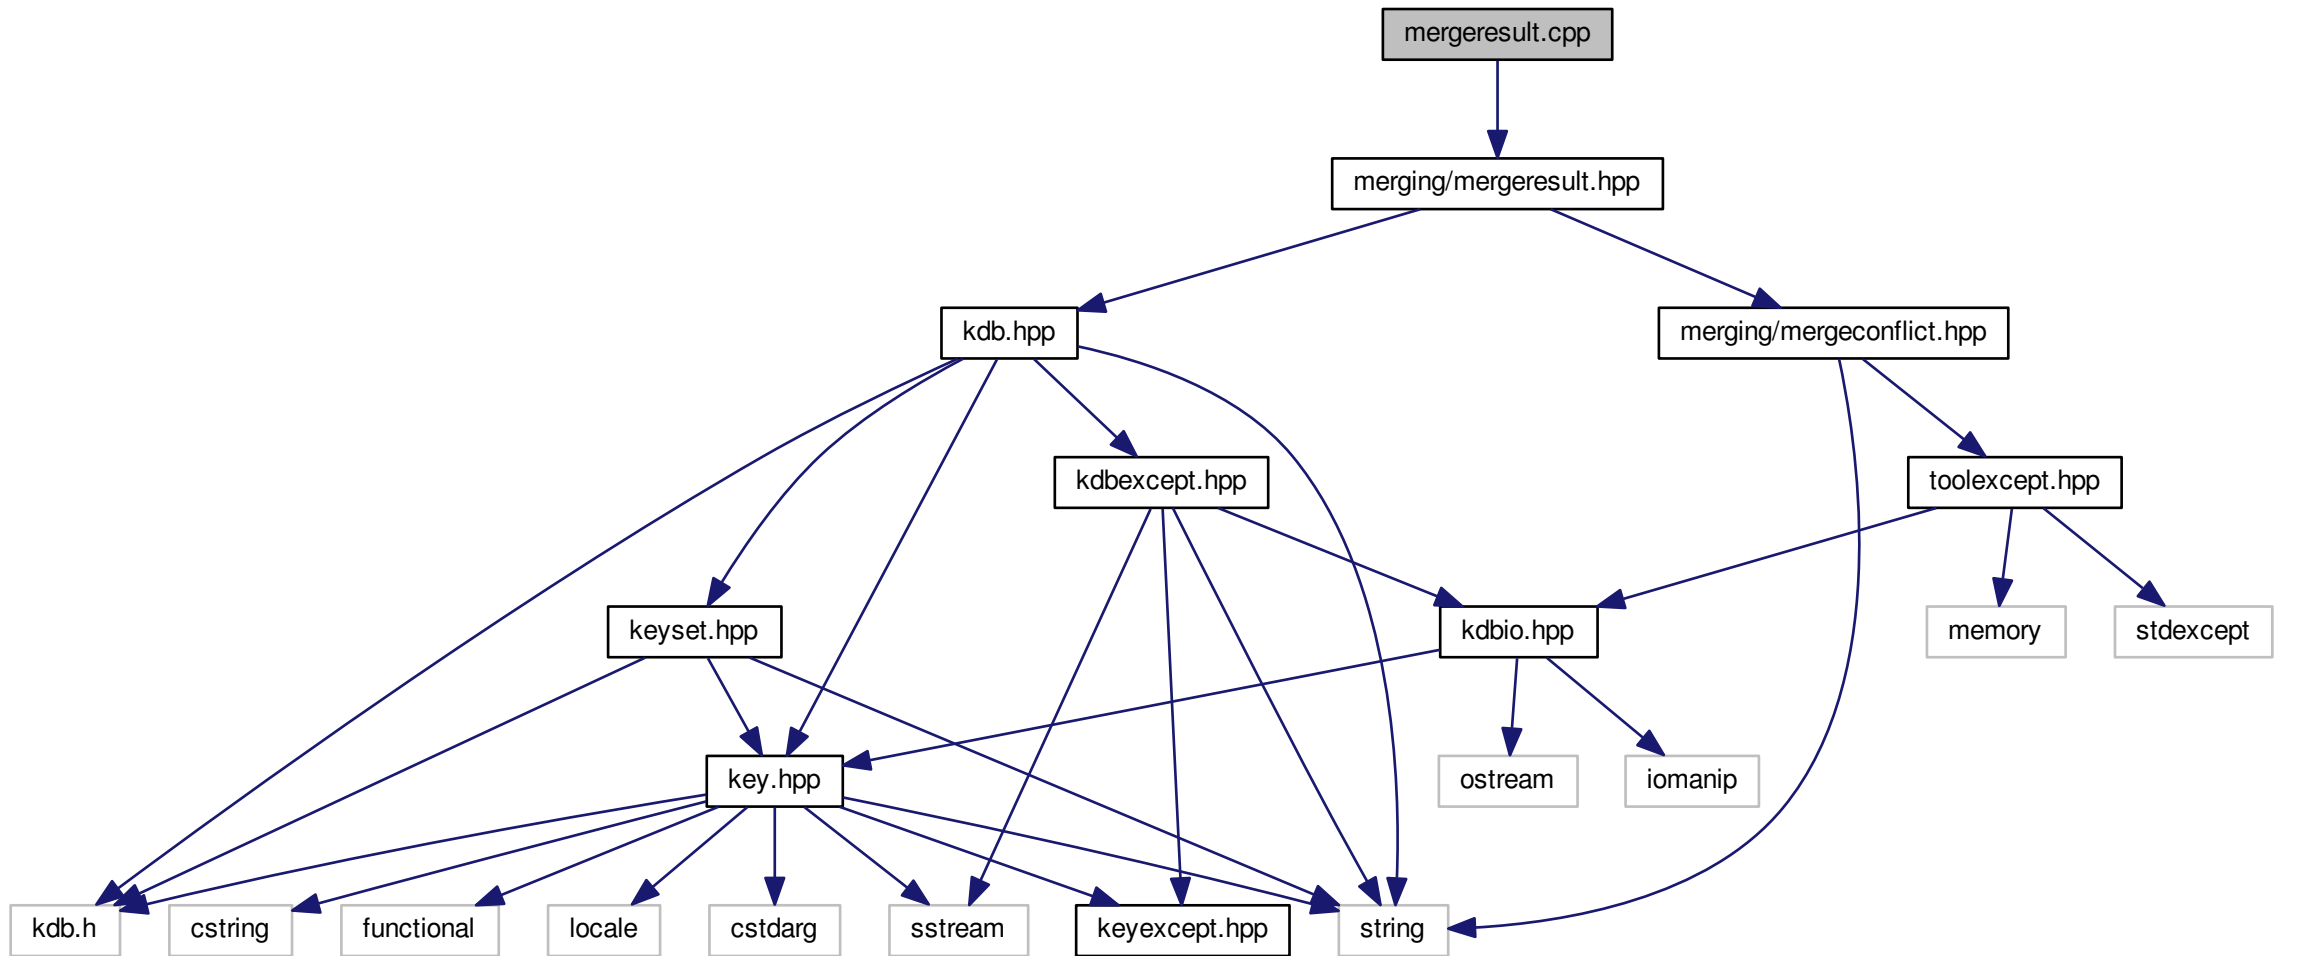 mergeresult.cpp
merging/mergeresult.hpp
kdb.hpp
merging/mergeconflict.hpp
kdbexcept.hpp
toolexcept.hpp
keyset.hpp
kdbio.hpp
memory
stdexcept
key.hpp
ostream
iomanip
kdb.h
cstring
functional
locale
cstdarg
sstream
keyexcept.hpp
string